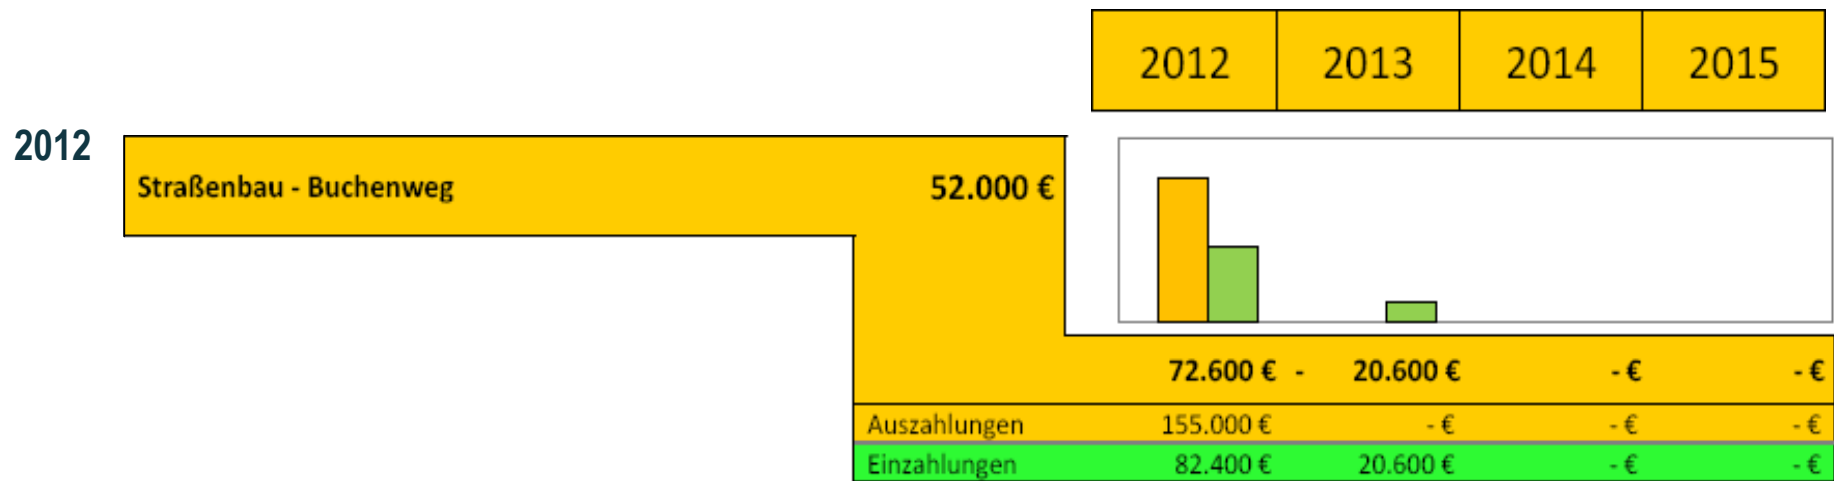 2012 2013 2014 2015
2012
Straßenbau - Buchenweg 52.000 €
72.600 € - 20.600 € - € - €
Auszahlungen 155.000 € - € - € - €
Einzahlungen 82.400 € 20.600 € - € - €